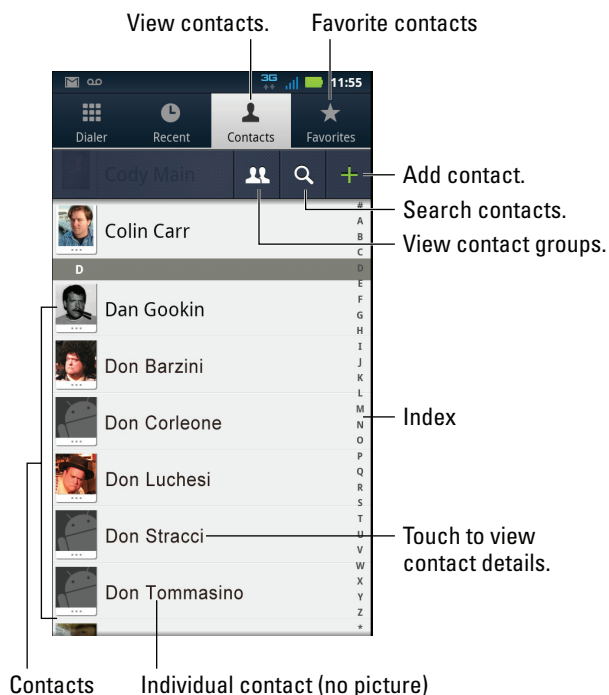 View contacts. Favorite contacts
3G 11:55
Dialer Recent Contacts Favorites
Cody Main
Add contact.
Search contacts.
View contact groups.
Colin Carr
D
Dan Gookin
Don Barzini
Don Corleone
Don Luchesi
Don Stracci
Don Tommasino
#
A
B
C
D
E
F
G
H
I
J
K
L
M
N
O
P
Q
R
S
T
U
V
W
X
Y
Z
*
Index
Touch to view
contact details.
Contacts Individual contact (no picture)